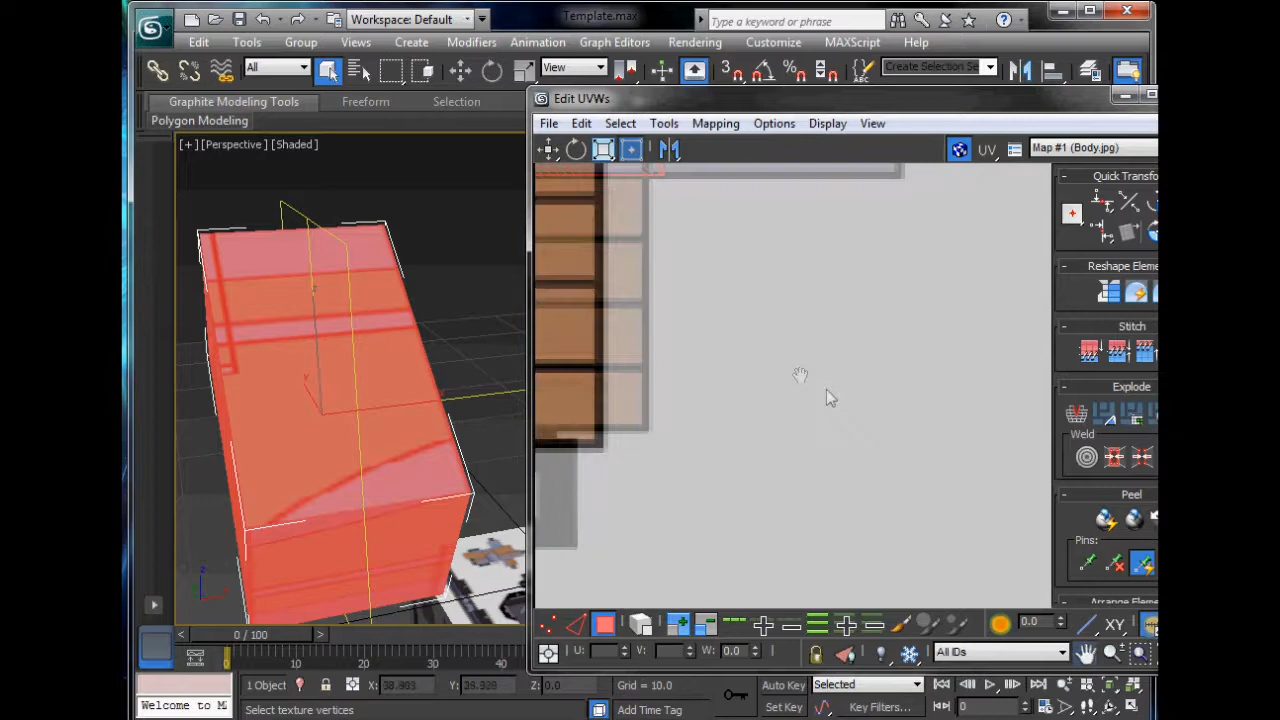 Workspace: Default
Template.max
Type a keyword or phrase
Edit Tools Group Views Create Modifiers Animation Graph Editors Rendering Customize MAXScript Help
All
View
Create Selection Se
Graphite Modeling Tools Freeform Selection
Polygon Modeling
[+] [Perspective] [Shaded]
Edit UVWs
File Edit Select Tools Mapping Options Display View
UV
Map #1 (Body.jpg)
Quick Transfo
Reshape Eleme
Stitch
Explode
Weld
Peel
Pins:
0.0
XY
U: V: W: 0.0
All IDs
0 / 100
0 10 20 30 40
1 Object
X: 38.903 Y: 26.928 Z: 0.0
Grid = 10.0
Auto Key Selected
Welcome to M
Select texture vertices
Add Time Tag
Set Key Key Filters...
0